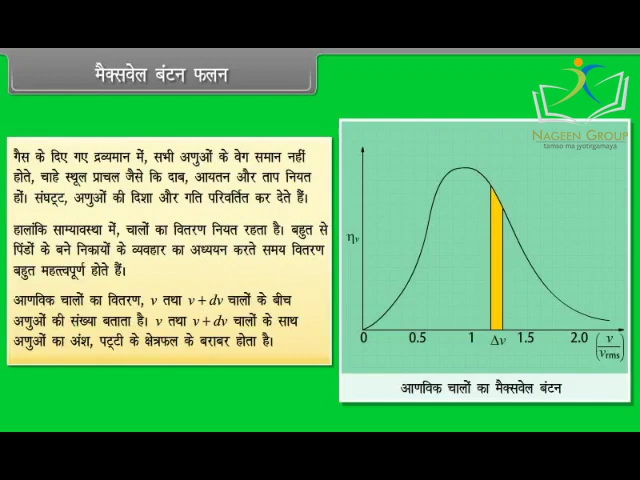 मैक्सवेल बंटन फलन
NAGEEN GROUP
tamso ma jyotirgamaya
गैस के दिए गए द्रव्यमान में, सभी अणुओं के वेग समान नहीं
होते, चाहे स्थूल प्राचल जैसे कि दाब, आयतन और ताप नियत
हों। संघट्ट, अणुओं की दिशा और गति परिवर्तित कर देते हैं।
हालांकि साम्यावस्था में, चालों का वितरण नियत रहता है। बहुत से
पिंडों के बने निकायों के व्यवहार का अध्ययन करते समय वितरण
बहुत महत्त्वपूर्ण होते हैं।
आणविक चालों का वितरण, v तथा v + dv चालों के बीच
अणुओं की संख्या बताता है। v तथा v + dv चालों के साथ
अणुओं का अंश, पट्टी के क्षेत्रफल के बराबर होता है।
ηv
0 0.5 1 Δv 1.5 2.0 (v/vrms)
आणविक चालों का मैक्सवेल बंटन